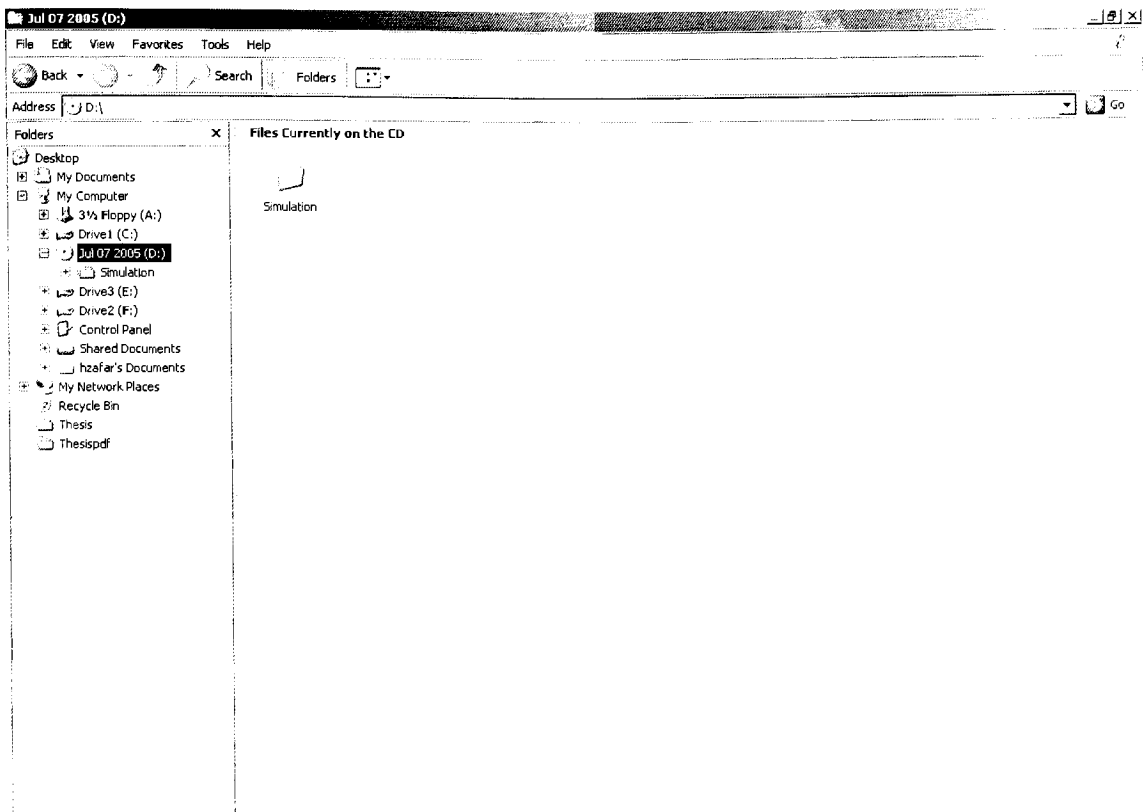 Jul 07 2005 (D:)
File Edit View Favorites Tools Help
Back Search Folders
Address D:\ Go
Folders
Files Currently on the CD
Desktop
My Documents
My Computer
3½ Floppy (A:)
Drive1 (C:)
Jul 07 2005 (D:)
Simulation
Drive3 (E:)
Drive2 (F:)
Control Panel
Shared Documents
hzafar's Documents
My Network Places
Recycle Bin
Thesis
Thesispdf
Simulation